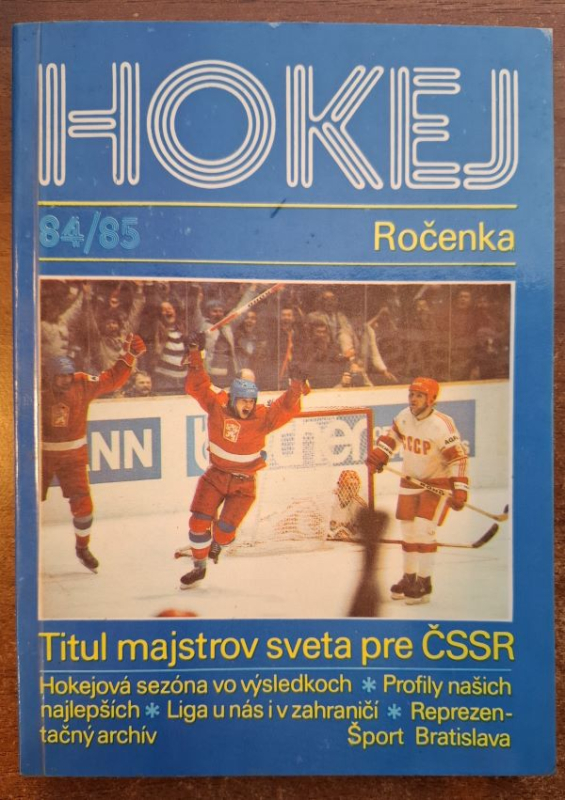 HOKEJ
84/85
Ročenka
NN
CCCP
Titul majstrov sveta pre ČSSR
Hokejová sezóna vo výsledkoch * Profily našich
najlepších * Liga u nás i v zahraničí * Reprezen-
tačný archív Šport Bratislava